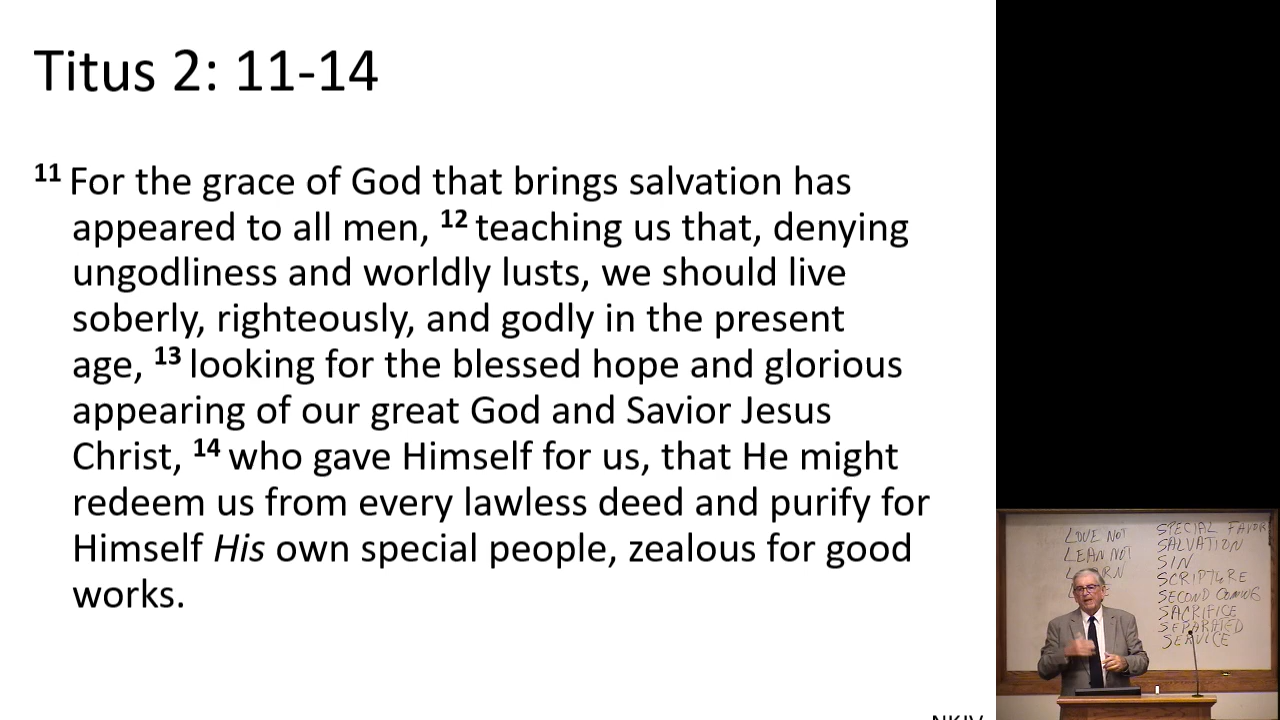 Titus 2: 11-14
11 For the grace of God that brings salvation has
appeared to all men, 12 teaching us that, denying
ungodliness and worldly lusts, we should live
soberly, righteously, and godly in the present
age, 13 looking for the blessed hope and glorious
appearing of our great God and Savior Jesus
Christ, 14 who gave Himself for us, that He might
redeem us from every lawless deed and purify for
Himself His own special people, zealous for good
works.
NKJV
LOVE NOT
LEAN NOT
SPECIAL FAVOR
SALVATION
SIN
SCRIPTURE
SECOND COMING
SACRIFICE
SEPARATED
SERVICE